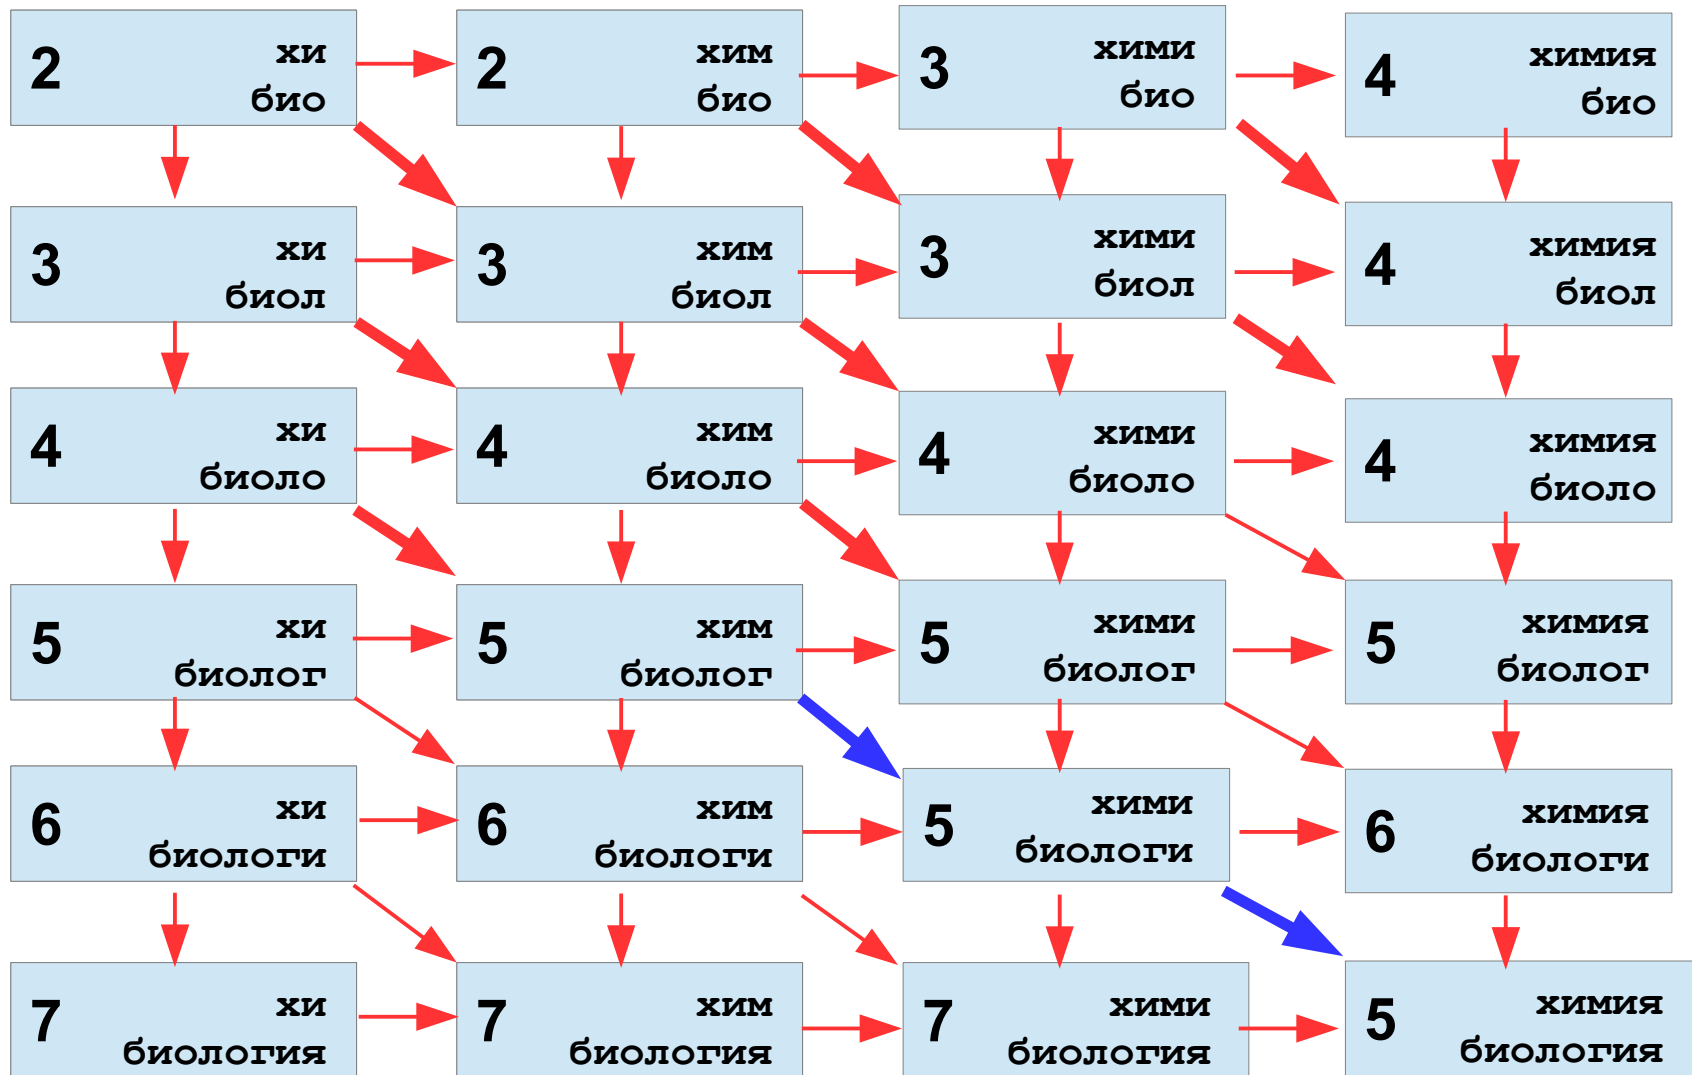 2 хи
био
2 хим
био
3 хими
био
4 химия
био
3 хи
биол
3 хим
биол
3 хими
биол
4 химия
биол
4 хи
биоло
4 хим
биоло
4 хими
биоло
4 химия
биоло
5 хи
биолог
5 хим
биолог
5 хими
биолог
5 химия
биолог
6 хи
биологи
6 хим
биологи
5 хими
биологи
6 химия
биологи
7 хи
биология
7 хим
биология
7 хими
биология
5 химия
биология